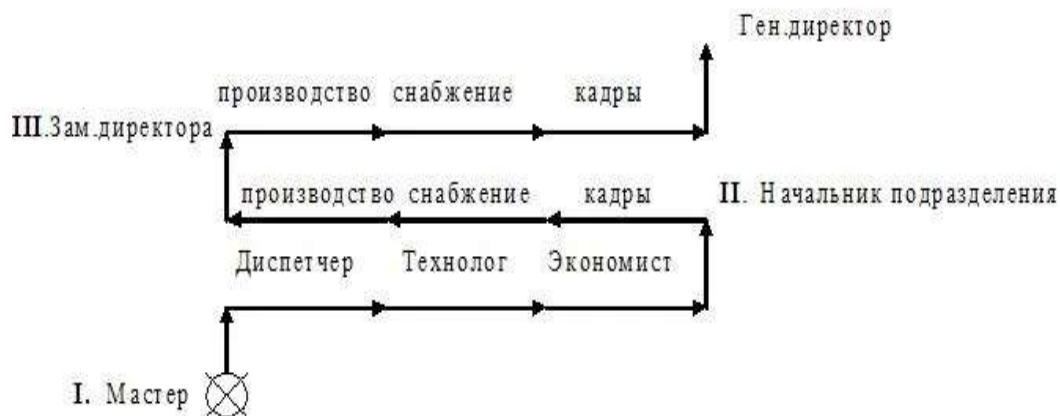 Ген.директор
производство снабжение кадры
III.Зам.директора
производство снабжение кадры
II. Начальник подразделения
Диспетчер Технолог Экономист
I. Мастер